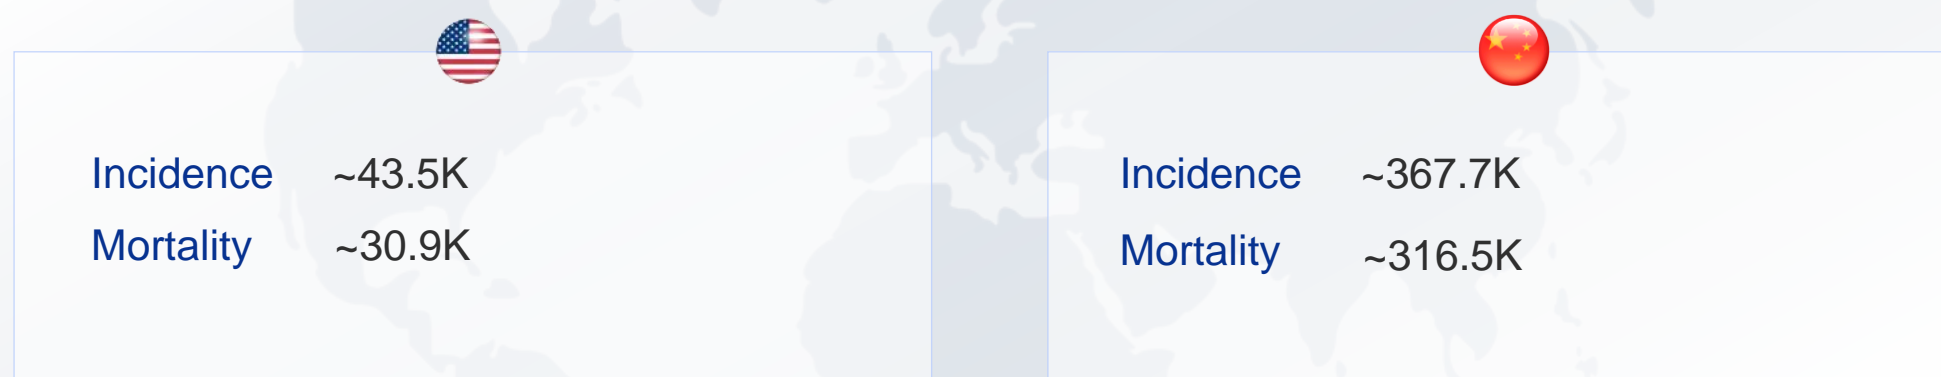 Incidence ~43.5K
Mortality ~30.9K
Incidence ~367.7K
Mortality ~316.5K